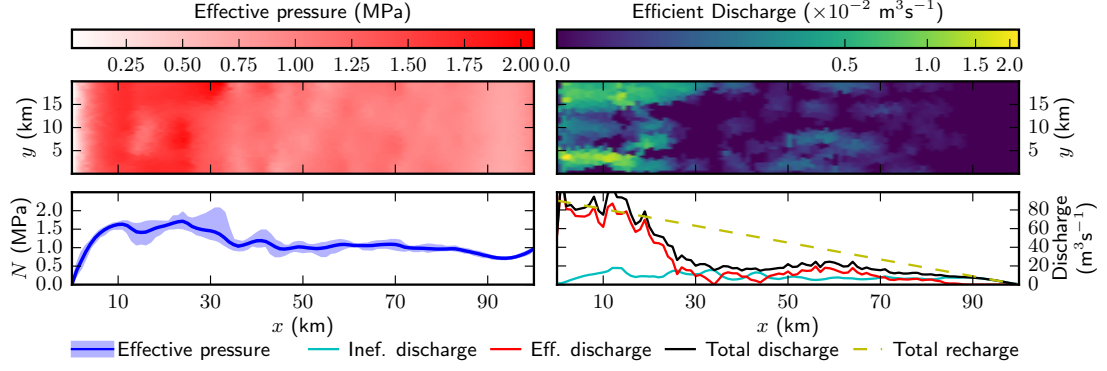 Effective pressure (MPa)
Efficient Discharge (×10⁻² m³s⁻¹)
0.25 0.50 0.75 1.00 1.25 1.50 1.75 2.00
0.0 0.5 1.0 1.5 2.0
y (km)
15
10
5
15
10
5
y (km)
N (MPa)
2.0
1.5
1.0
0.5
0.0
80
60
40
20
0
Discharge
(m³s⁻¹)
10 30 50 70 90
10 30 50 70 90
x (km)
x (km)
Effective pressure
Inef. discharge
Eff. discharge
Total discharge
Total recharge